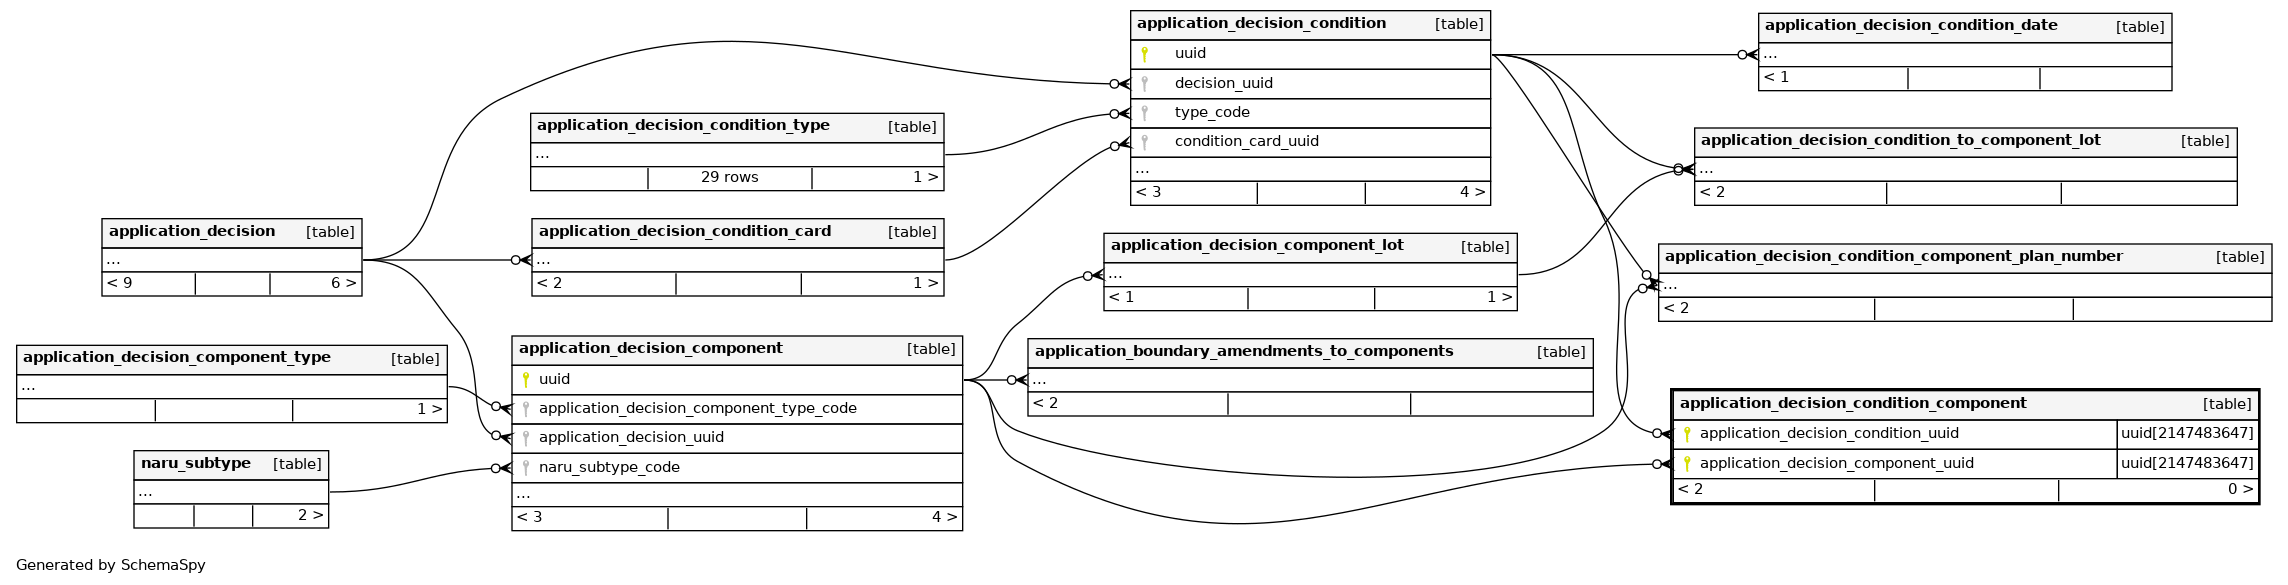 application_decision_condition [table]
uuid
decision_uuid
type_code
condition_card_uuid
...
< 3 4 >
application_decision_condition_date [table]
...
< 1
application_decision_condition_type [table]
...
29 rows 1 >
application_decision_condition_to_component_lot [table]
...
< 2
application_decision [table]
...
< 9 6 >
application_decision_condition_card [table]
...
< 2 1 >
application_decision_component_lot [table]
...
< 1 1 >
application_decision_condition_component_plan_number [table]
...
< 2
application_decision_component_type [table]
...
1 >
application_decision_component [table]
uuid
application_decision_component_type_code
application_decision_uuid
naru_subtype_code
...
< 3 4 >
application_boundary_amendments_to_components [table]
...
< 2
application_decision_condition_component [table]
application_decision_condition_uuid uuid[2147483647]
application_decision_component_uuid uuid[2147483647]
< 2 0 >
naru_subtype [table]
...
2 >
Generated by SchemaSpy